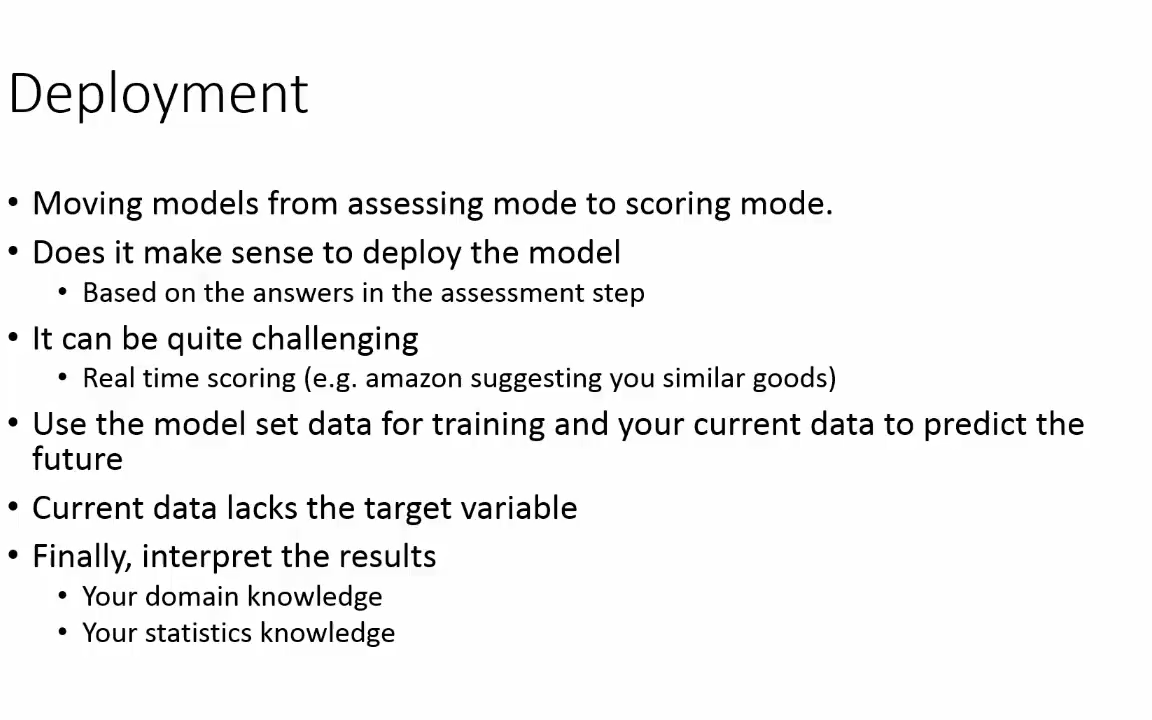 Deployment
• Moving models from assessing mode to scoring mode.
• Does it make sense to deploy the model
• Based on the answers in the assessment step
• It can be quite challenging
• Real time scoring (e.g. amazon suggesting you similar goods)
• Use the model set data for training and your current data to predict the
future
• Current data lacks the target variable
• Finally, interpret the results
• Your domain knowledge
• Your statistics knowledge